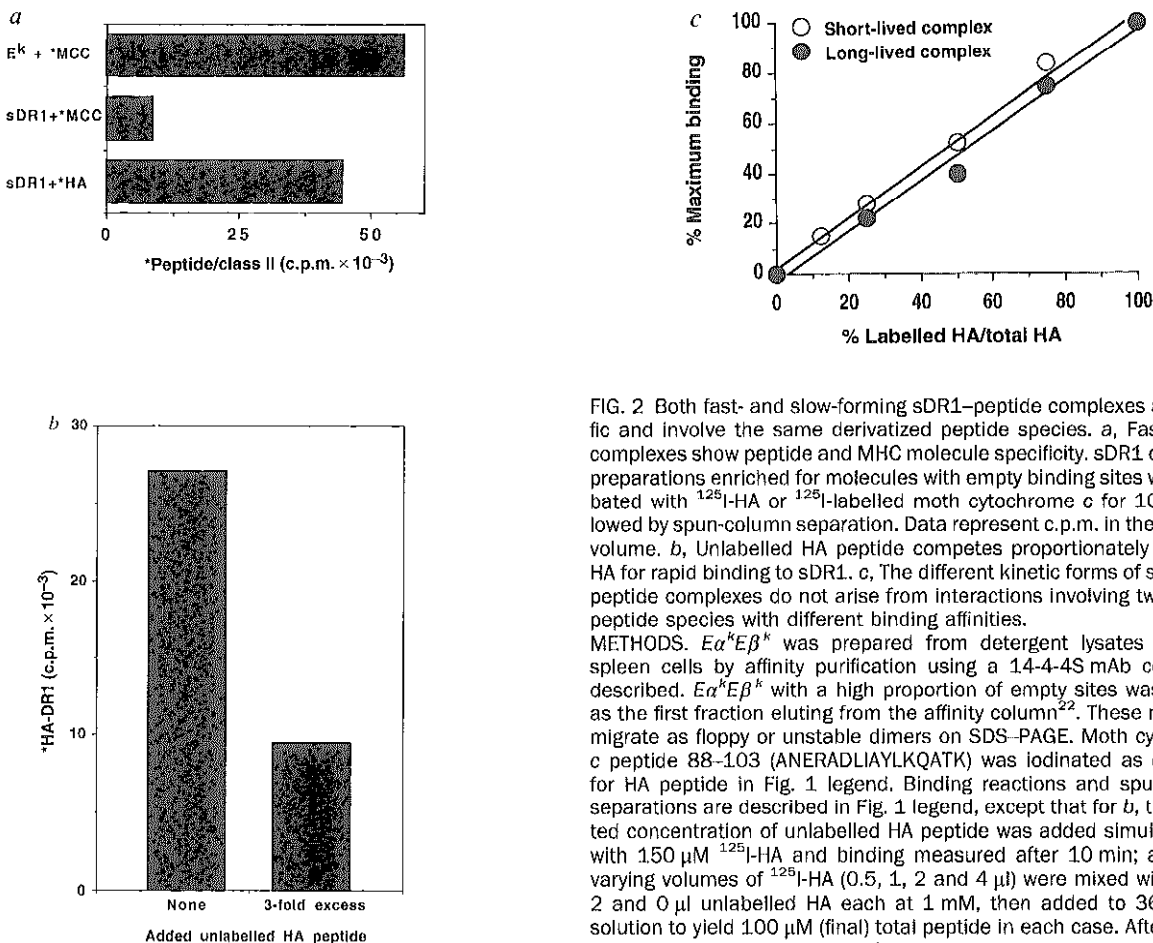 a
E^k + *MCC
sDR1+*MCC
sDR1+*HA
0 25 50
*Peptide/class II (c.p.m. × 10⁻³)
c
Short-lived complex
Long-lived complex
100
80
60
40
20
0
% Maximum binding
0 20 40 60 80 100
% Labelled HA/total HA
b
30
20
10
0
*HA-DR1 (c.p.m. × 10⁻³)
None 3-fold excess
Added unlabelled HA peptide
FIG. 2 Both fast- and slow-forming sDR1–peptide complexes
fic and involve the same derivatized peptide species. a, Fas
complexes show peptide and MHC molecule specificity. sDR1
preparations enriched for molecules with empty binding sites
bated with ¹²⁵I-HA or ¹²⁵I-labelled moth cytochrome c for 10
lowed by spun-column separation. Data represent c.p.m. in the
volume. b, Unlabelled HA peptide competes proportionately
HA for rapid binding to sDR1. c, The different kinetic forms of s
peptide complexes do not arise from interactions involving tw
peptide species with different binding affinities.
METHODS. Eα^kEβ^k was prepared from detergent lysates
spleen cells by affinity purification using a 14-4-4S mAb
described. Eα^kEβ^k with a high proportion of empty sites was
as the first fraction eluting from the affinity column²². These
migrate as floppy or unstable dimers on SDS–PAGE. Moth cy
c peptide 88–103 (ANERADLIAYLKQATK) was iodinated as
for HA peptide in Fig. 1 legend. Binding reactions and spu
separations are described in Fig. 1 legend, except that for b, t
ted concentration of unlabelled HA peptide was added simul
with 150 μM ¹²⁵I-HA and binding measured after 10 min; a
varying volumes of ¹²⁵I-HA (0.5, 1, 2 and 4 μl) were mixed wi
2 and 0 μl unlabelled HA each at 1 mM, then added to 36
solution to yield 100 μM (final) total peptide in each case. Afte